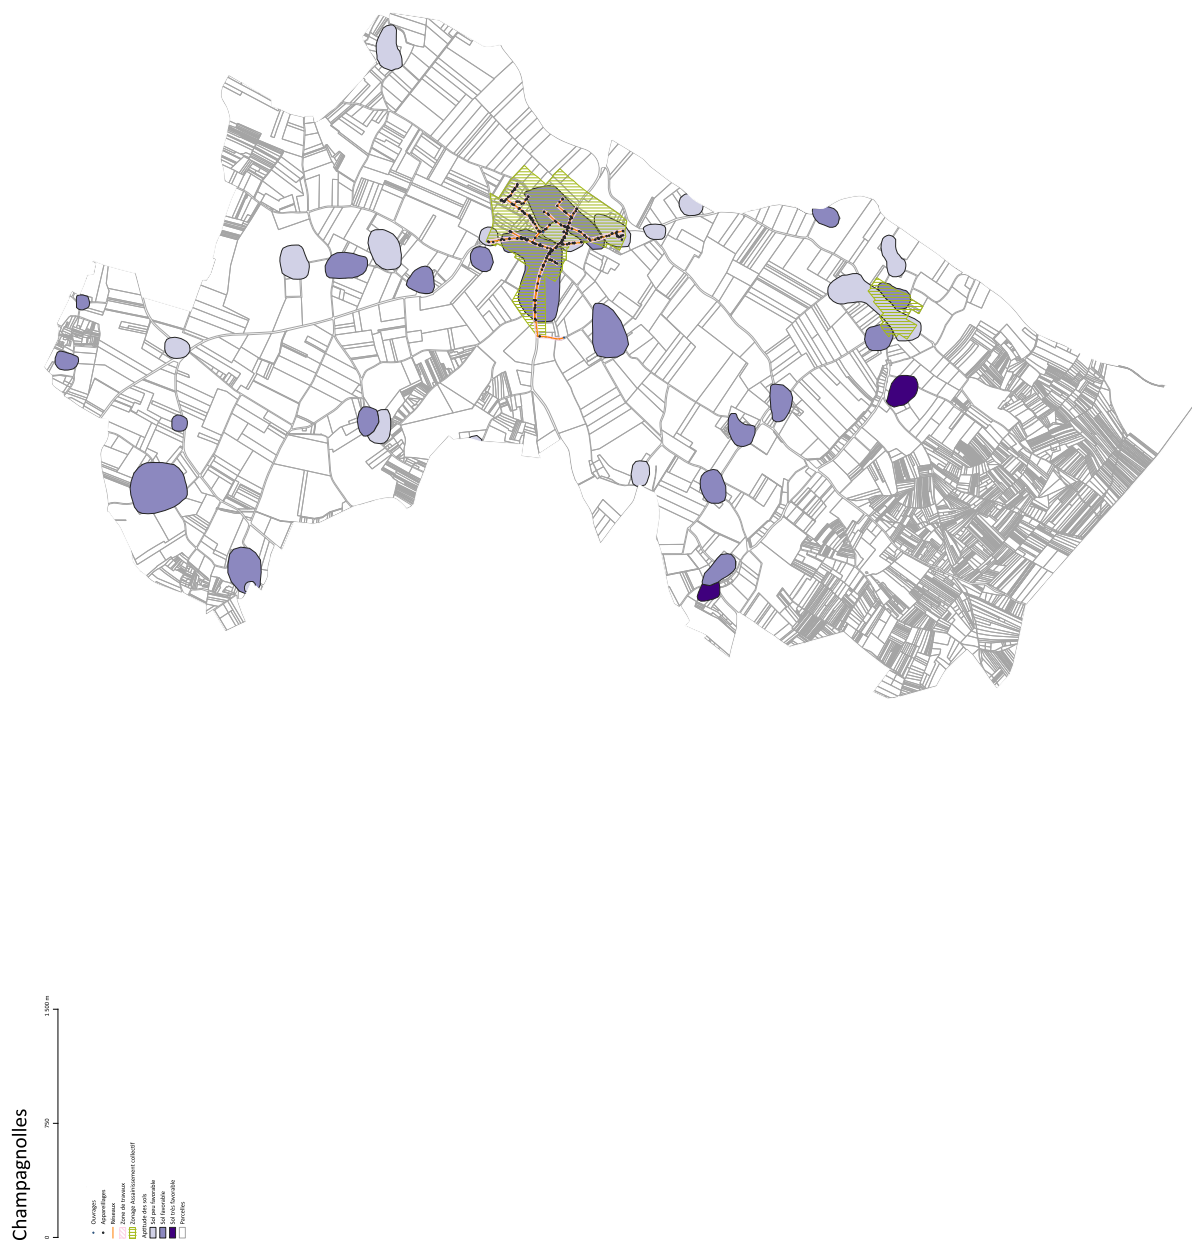 Champagnolles
0
750
1 500 m
Ouvrages
Appareillages
Réseaux
Zone de travaux
Zonage Assainissement collectif
Aptitude des sols
Sol peu favorable
Sol favorable
Sol très favorable
Parcelles